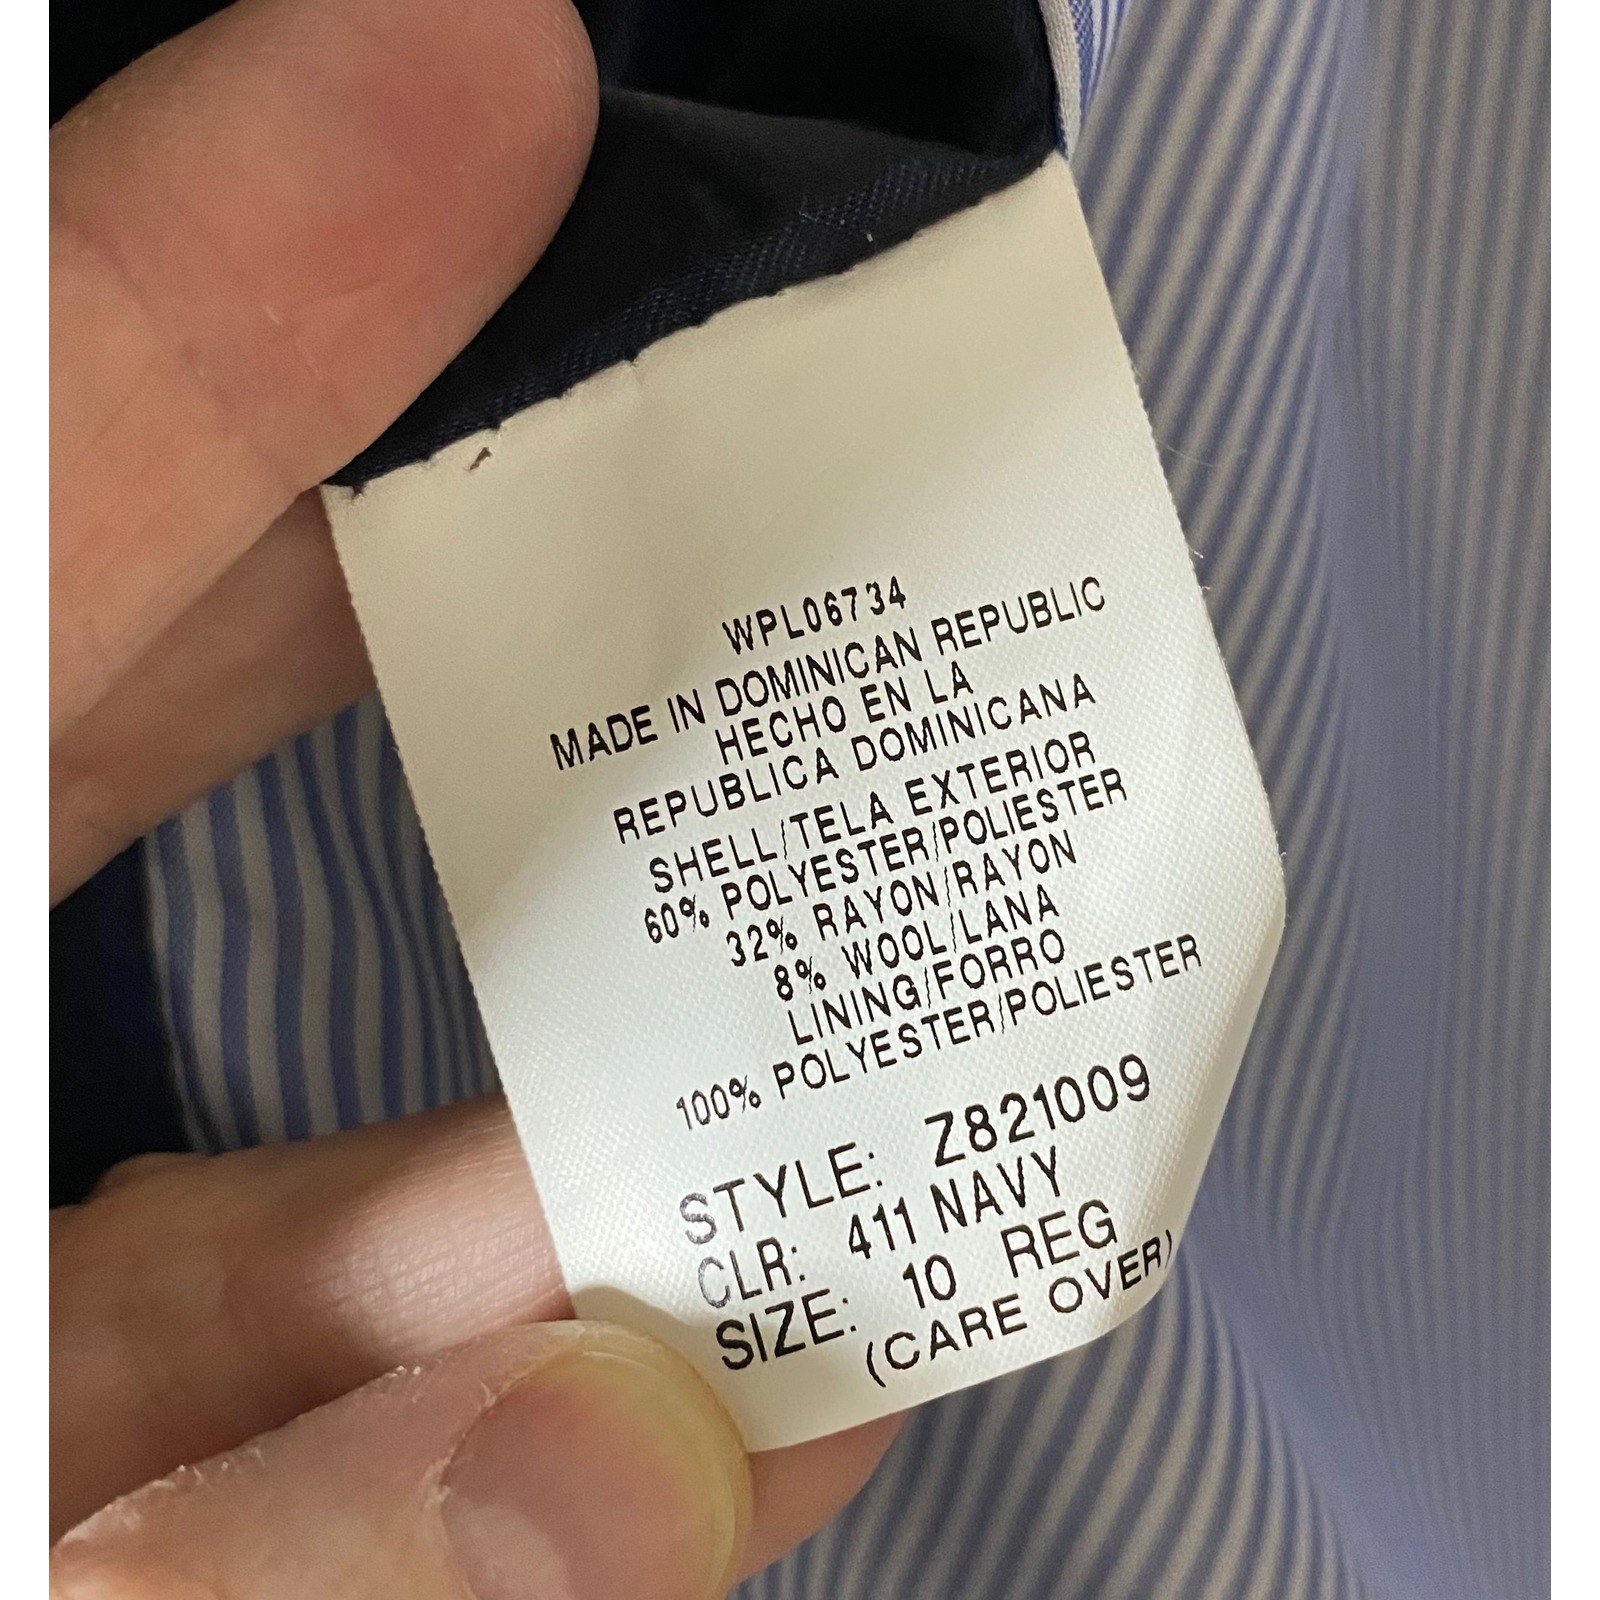 WPL06734
MADE IN DOMINICAN REPUBLIC
HECHO EN LA
REPUBLICA DOMINICANA
SHELL/TELA EXTERIOR
60% POLYESTER/POLIESTER
32% RAYON/RAYON
8% WOOL/LANA
LINING/FORRO
100% POLYESTER/POLIESTER
STYLE: Z821009
CLR: 411 NAVY
SIZE: 10 REG
(CARE OVER)